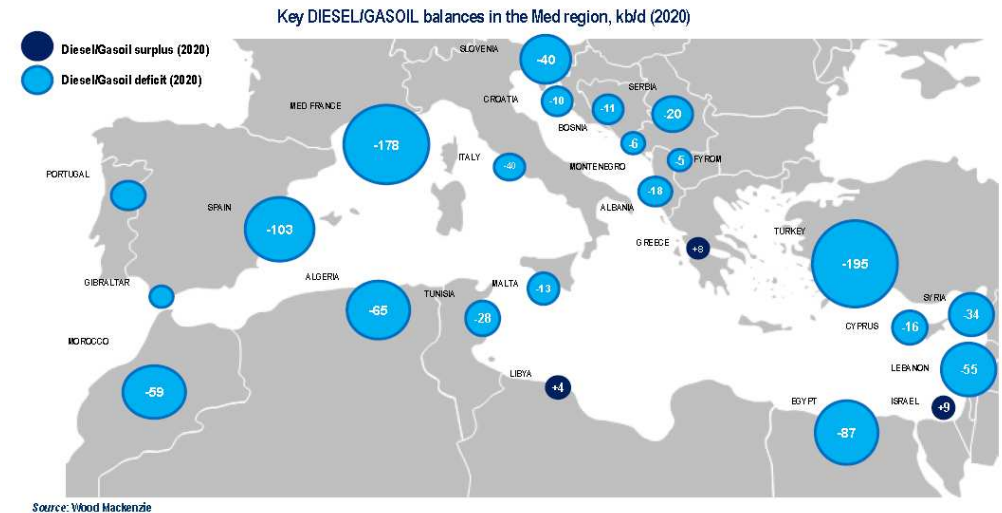 Key DIESEL/GASOIL balances in the Med region, kb/d (2020)
Diesel/Gasoil surplus (2020)
Diesel/Gasoil deficit (2020)
SLOVENIA
-40
CROATIA
-10
SERBIA
-11
BOSNIA
-20
MED FRANCE
-178
ITALY
-40
MONTENEGRO
-6
-5
FYROM
PORTUGAL
ALBANIA
-18
SPAIN
-103
GREECE
+8
TURKEY
-195
GIBRALTAR
ALGERIA
-65
TUNISIA
-28
MALTA
-13
SYRIA
-34
CYPRUS
-16
MOROCCO
-59
LIBYA
+4
LEBANON
-55
EGYPT
-87
ISRAEL
+9
Source: Wood Mackenzie